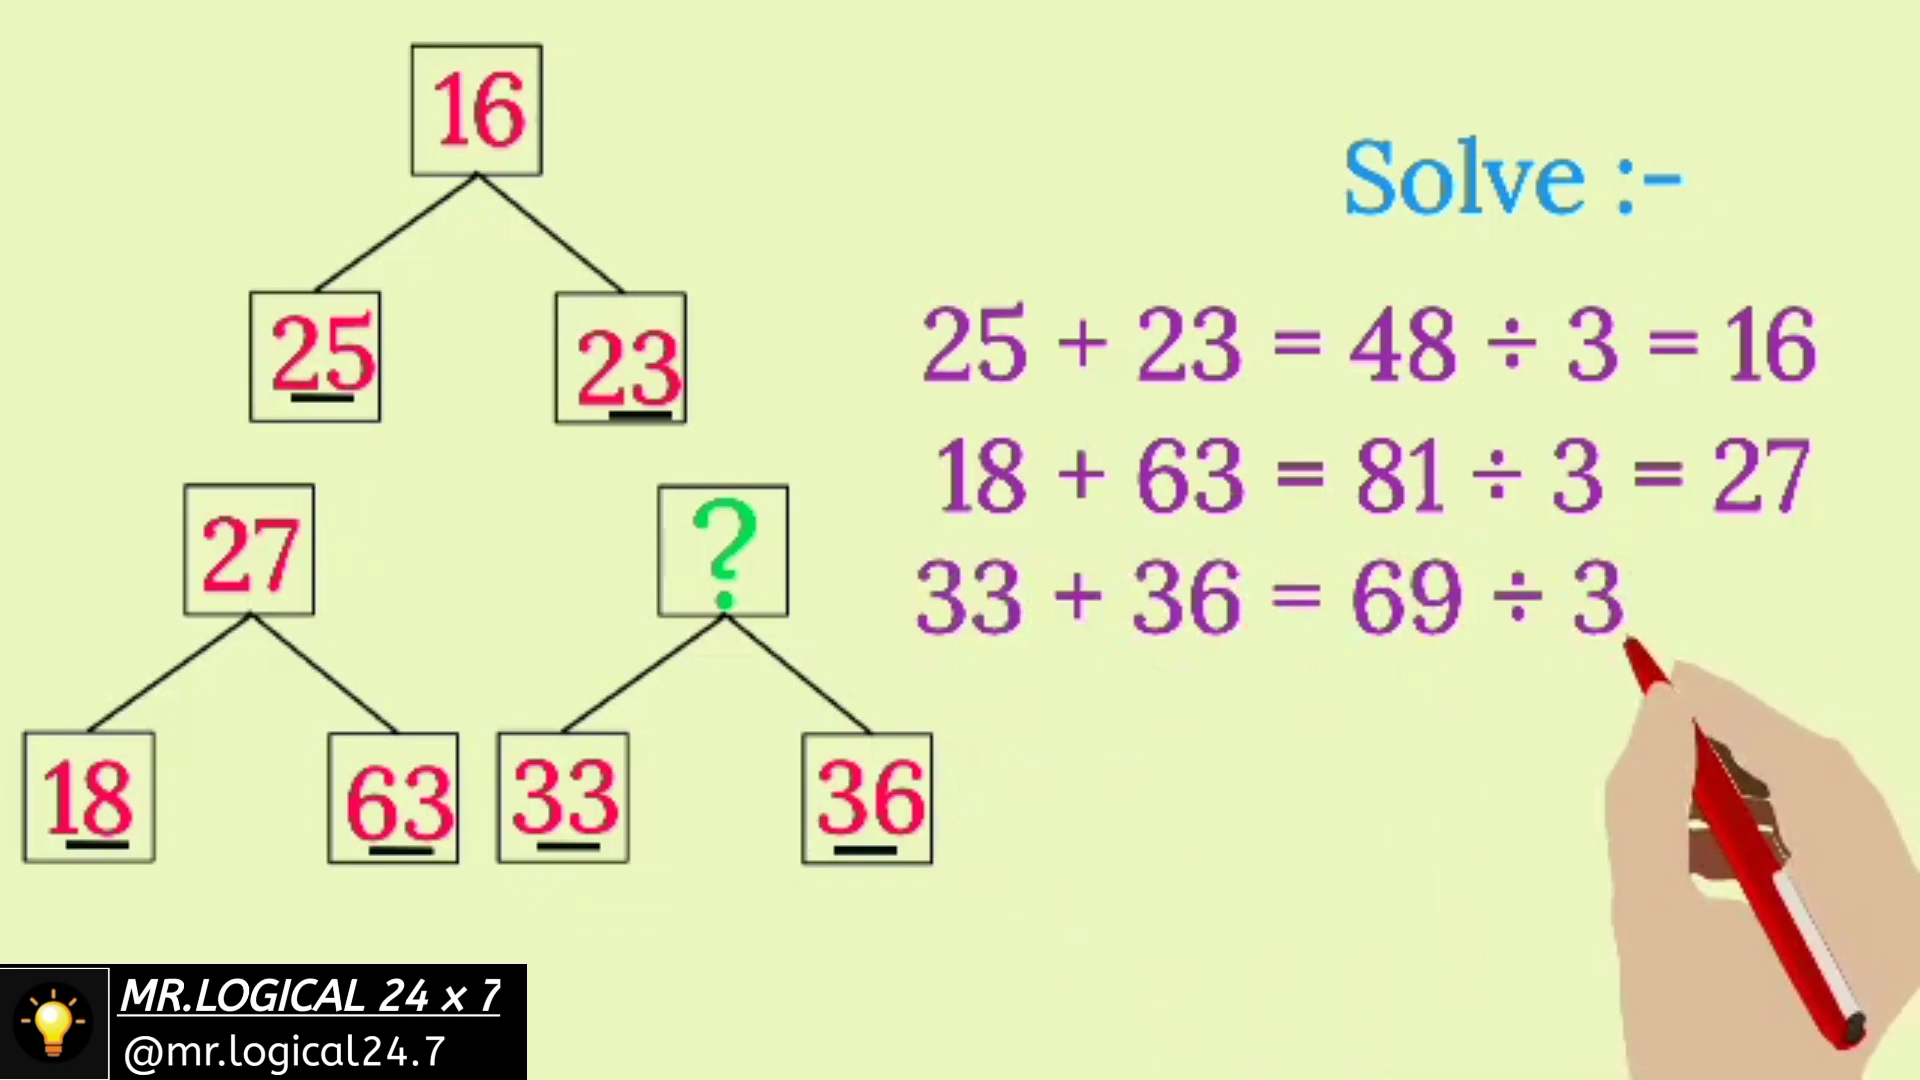 16
25 23
27 ?
18 63 33 36
Solve :-
25 + 23 = 48 ÷ 3 = 16
18 + 63 = 81 ÷ 3 = 27
33 + 36 = 69 ÷ 3
MR.LOGICAL 24 x 7
@mr.logical24.7